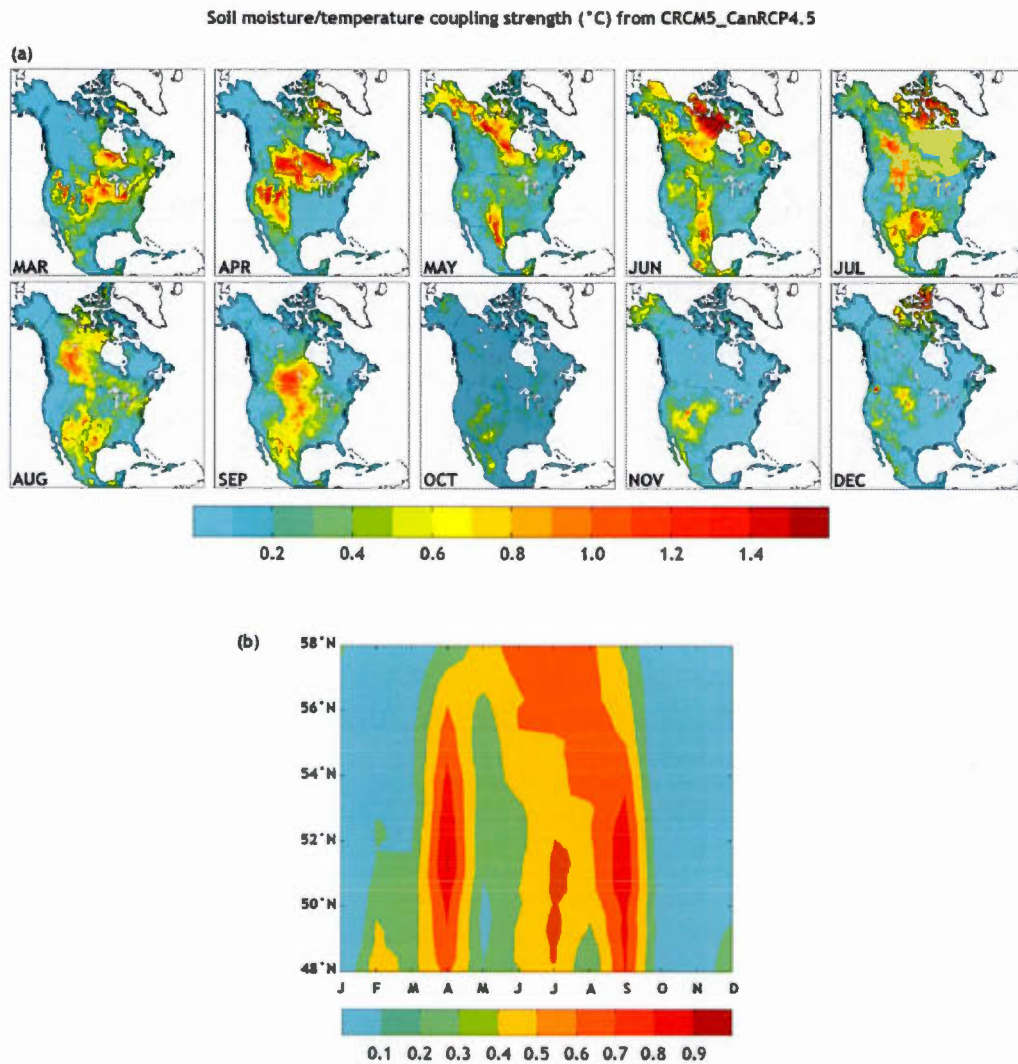 Soil moisture/temperature coupling strength (°C) from CRCM5_CanRCP4.5
(a)
MAR APR MAY JUN JUL
AUG SEP OCT NOV DEC
0.2 0.4 0.6 0.8 1.0 1.2 1.4
(b)
58°N
56°N
54°N
52°N
50°N
48°N
J F M A M J J A S O N D
0.1 0.2 0.3 0.4 0.5 0.6 0.7 0.8 0.9